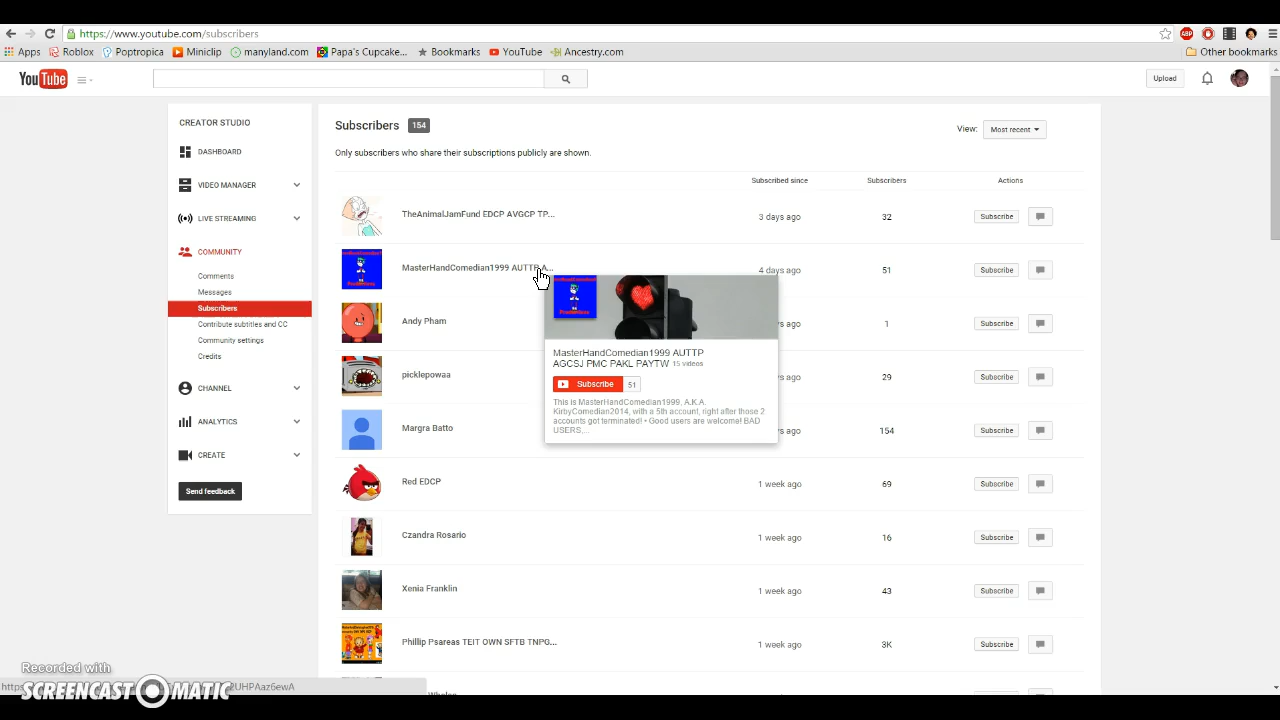 https://www.youtube.com/subscribers
Apps Roblox Poptropica Miniclip manyland.com Papa's Cupcake... Bookmarks YouTube Ancestry.com Other bookmarks
YouTube Upload
CREATOR STUDIO
DASHBOARD
VIDEO MANAGER
LIVE STREAMING
COMMUNITY
Comments
Messages
Subscribers
Contribute subtitles and CC
Community settings
Credits
CHANNEL
ANALYTICS
CREATE
Send feedback
Subscribers 154
View: Most recent
Only subscribers who share their subscriptions publicly are shown.
Subscribed since Subscribers Actions
TheAnimalJamFund EDCP AVGCP TP... 3 days ago 32 Subscribe
MasterHandComedian1999 AUTTP A... 4 days ago 51 Subscribe
Andy Pham ago 1 Subscribe
picklepowaa ago 29 Subscribe
Margra Batto ago 154 Subscribe
MasterHandComedian1999 AUTTP
AGCSJ PMC PAKL PAYTW 15 videos
Subscribe 51
This is MasterHandComedian1999, A.K.A.
KirbyComedian2014, with a 5th account, right after those 2
accounts got terminated! • Good users are welcome! BAD
USERS,...
Red EDCP 1 week ago 69 Subscribe
Czandra Rosario 1 week ago 16 Subscribe
Xenia Franklin 1 week ago 43 Subscribe
Phillip Psareas TEIT OWN SFTB TNPG... 1 week ago 3K Subscribe
Recorded with
SCREENCAST-O-MATIC